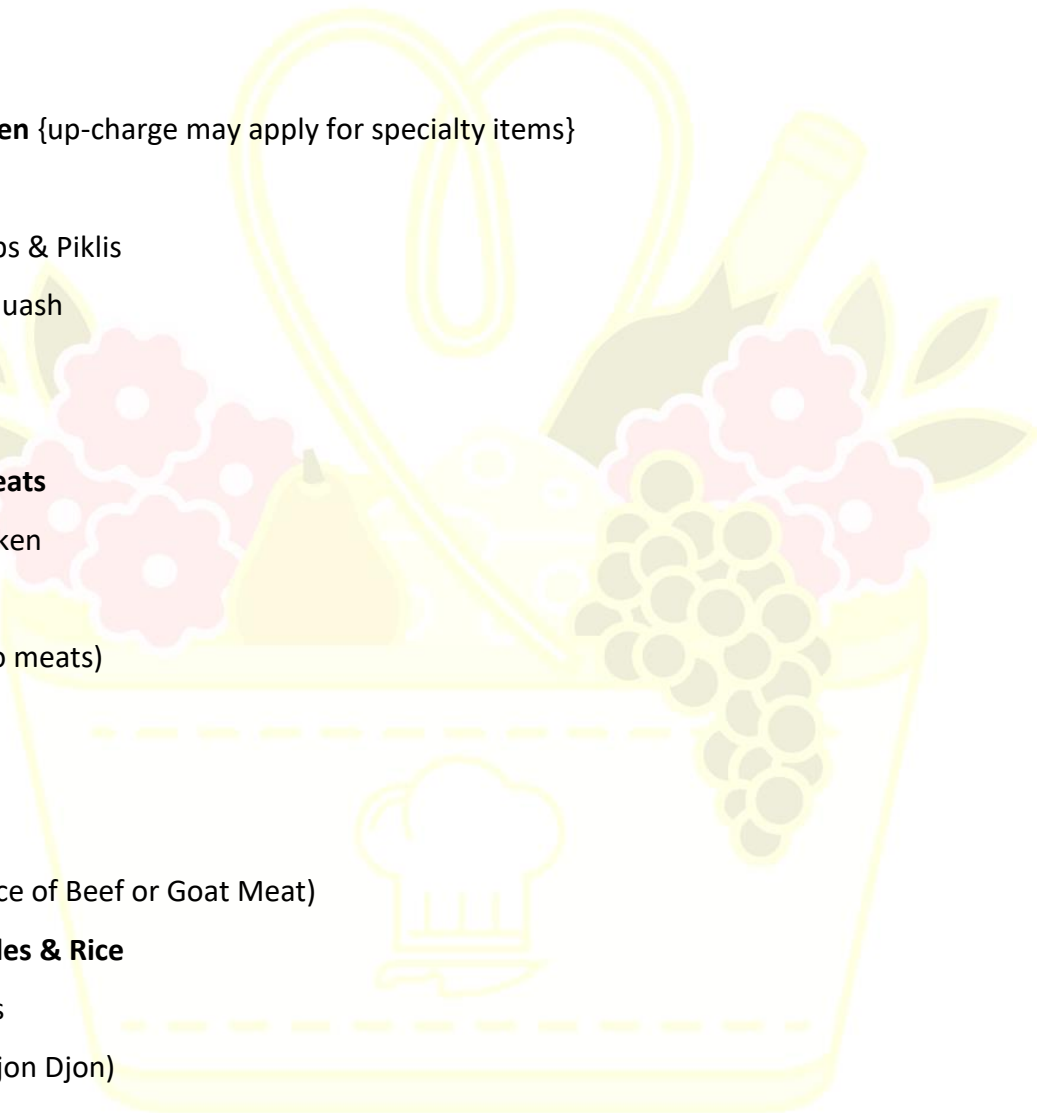 en {up-charge may apply for specialty items}
os & Piklis
uash
eats
ken
o meats)
ce of Beef or Goat Meat)
les & Rice
s
jon Djon)